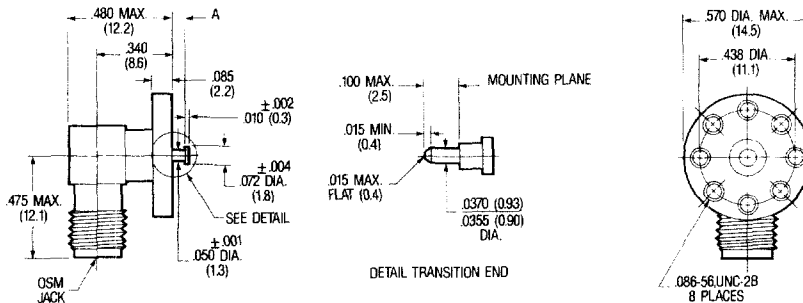 .480 MAX.
(12.2)
A
.340
(8.6)
.085
(2.2)
±.002
.010 (0.3)
±.004
.072 DIA.
(1.8)
SEE DETAIL
±.001
.050 DIA.
(1.3)
.475 MAX.
(12.1)
OSM
JACK
.100 MAX.
(2.5)
MOUNTING PLANE
.015 MIN.
(0.4)
.015 MAX.
FLAT (0.4)
.0370 (0.93)
.0355 (0.90)
DIA.
DETAIL TRANSITION END
.570 DIA. MAX.
(14.5)
.438 DIA.
(11.1)
.086-56,UNC-2B
8 PLACES